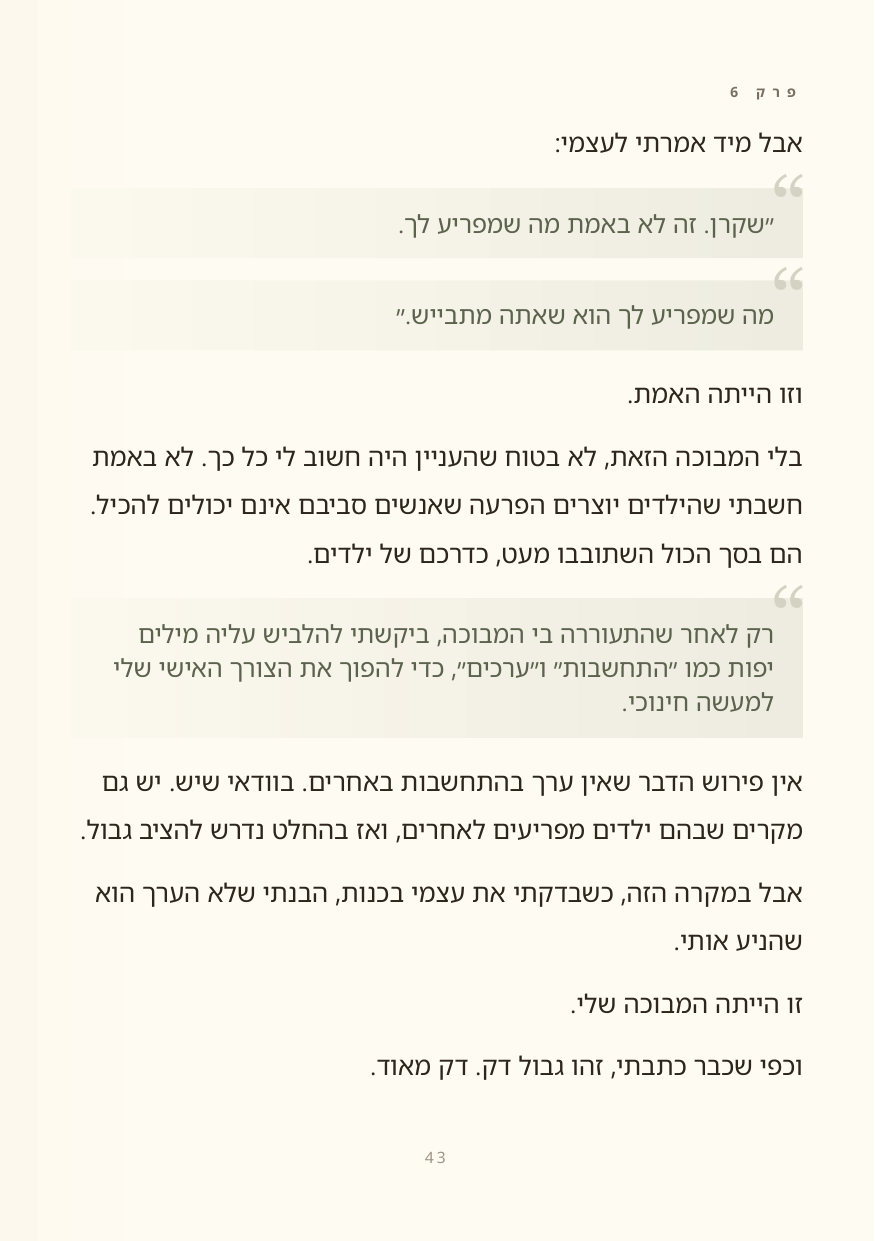 פרק 6
אבל מיד אמרתי לעצמי:
״שקרן. זה לא באמת מה שמפריע לך.
מה שמפריע לך הוא שאתה מתבייש.״
וזו הייתה האמת.
בלי המבוכה הזאת, לא בטוח שהעניין היה חשוב לי כל כך. לא באמת
חשבתי שהילדים יוצרים הפרעה שאנשים סביבם אינם יכולים להכיל.
הם בסך הכול השתובבו מעט, כדרכם של ילדים.
רק לאחר שהתעוררה בי המבוכה, ביקשתי להלביש עליה מילים
יפות כמו ״התחשבות״ ו״ערכים״, כדי להפוך את הצורך האישי שלי
למעשה חינוכי.
אין פירוש הדבר שאין ערך בהתחשבות באחרים. בוודאי שיש. יש גם
מקרים שבהם ילדים מפריעים לאחרים, ואז בהחלט נדרש להציב גבול.
אבל במקרה הזה, כשבדקתי את עצמי בכנות, הבנתי שלא הערך הוא
שהניע אותי.
זו הייתה המבוכה שלי.
וכפי שכבר כתבתי, זהו גבול דק. דק מאוד.
43